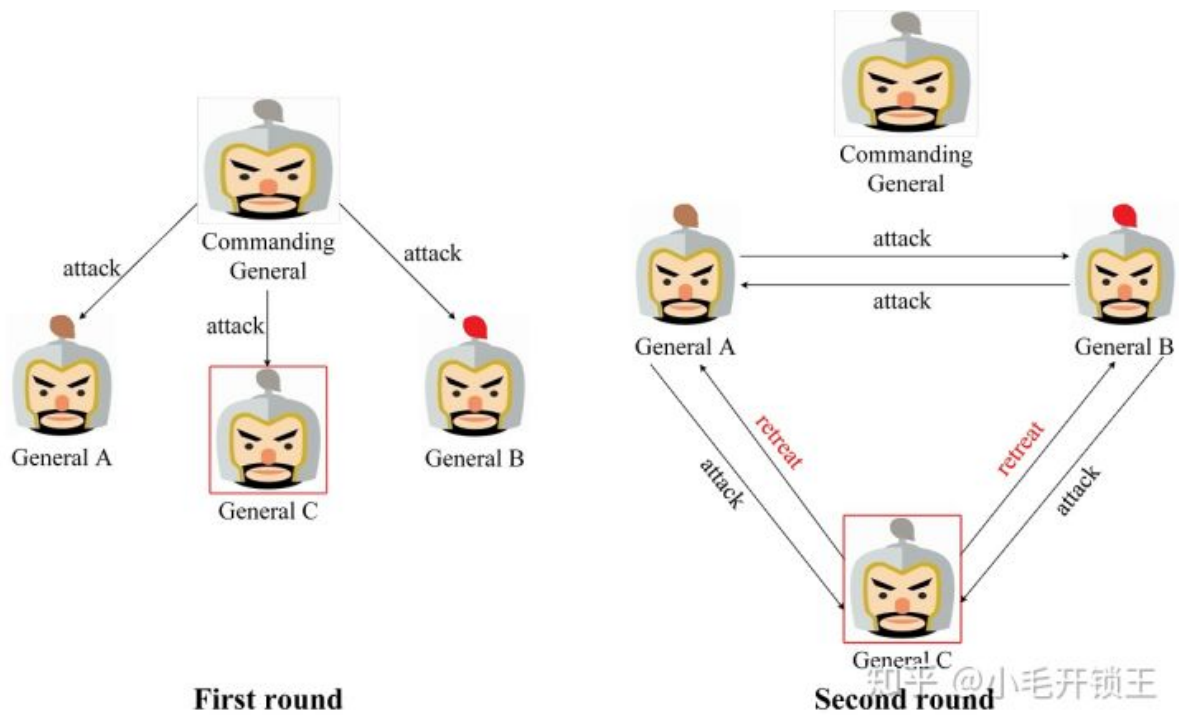 attack
attack
Commanding
General
attack
General A
General B
General C
First round
Commanding
General
attack
attack
General A
General B
retreat
attack
retreat
attack
General C
Second round
知乎 @小毛开锁王